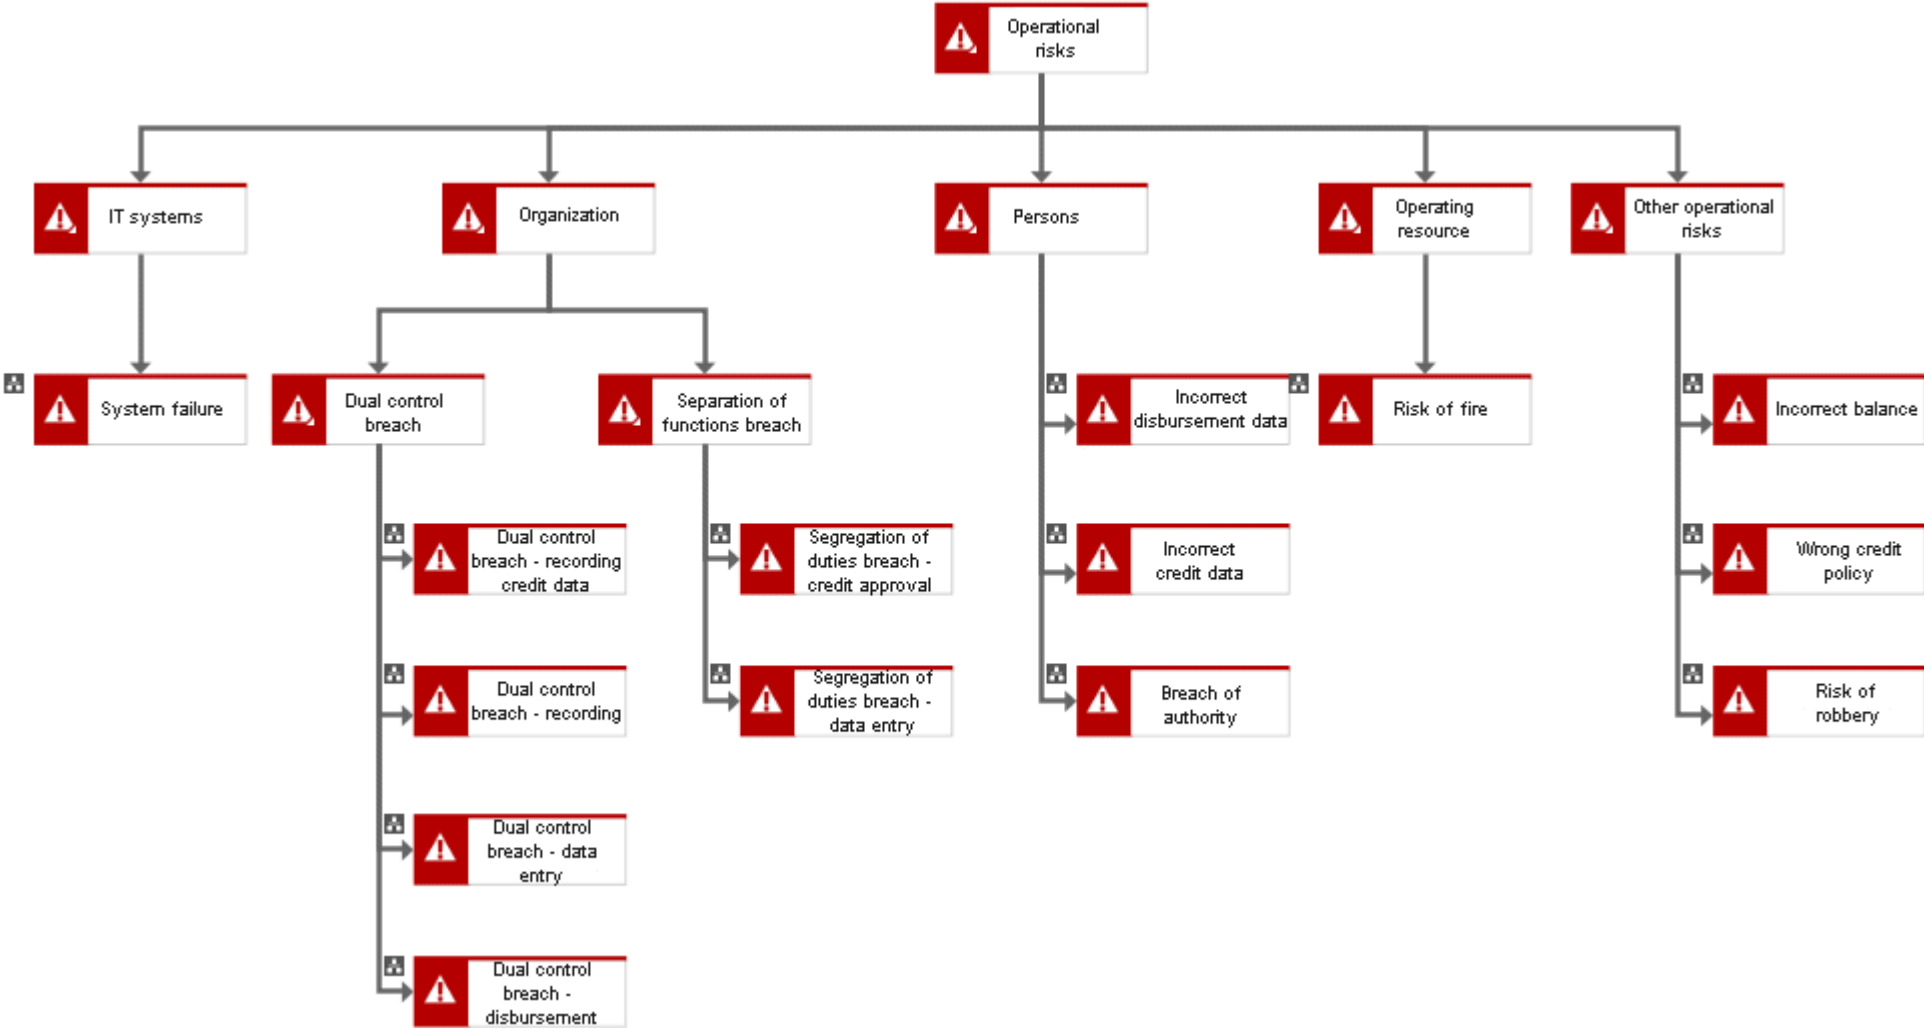 Operational
risks
IT systems
Organization
Persons
Operating
resource
Other operational
risks
System failure
Dual control
breach
Separation of
functions breach
Incorrect
disbursement data
Risk of fire
Incorrect balance
Dual control
breach - recording
credit data
Segregation of
duties breach -
credit approval
Incorrect
credit data
Wrong credit
policy
Dual control
breach - recording
Segregation of
duties breach -
data entry
Breach of
authority
Risk of
robbery
Dual control
breach - data
entry
Dual control
breach -
disbursement